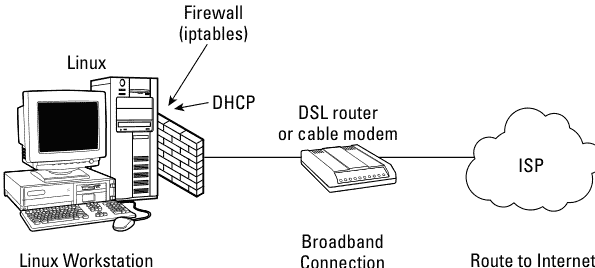 Firewall
(iptables)
Linux
DHCP
DSL router
or cable modem
ISP
Linux Workstation
Broadband
Connection
Route to Internet